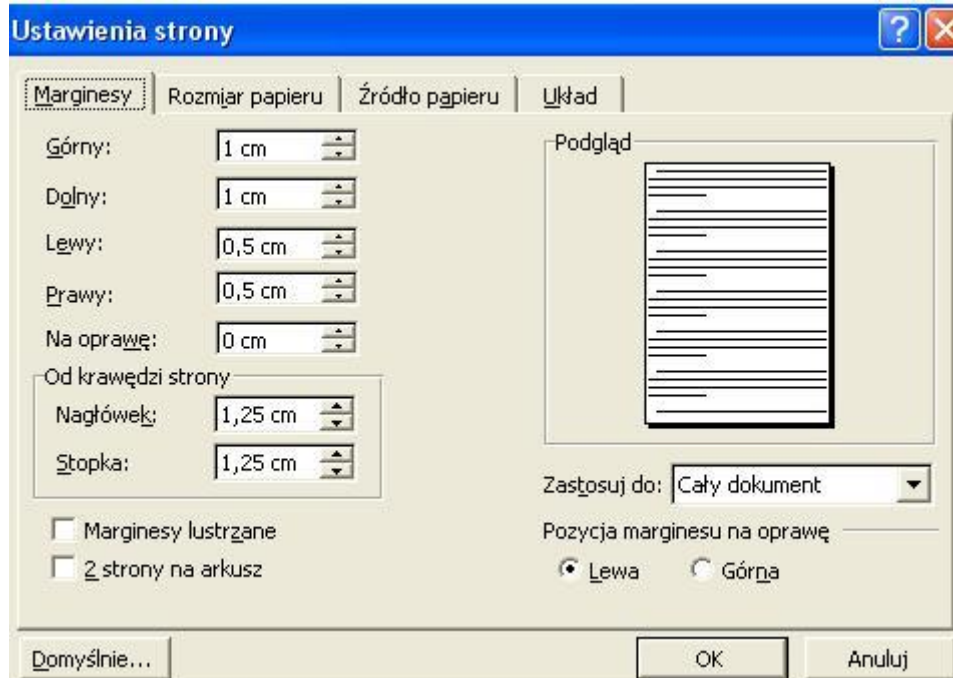 Ustawienia strony
Marginesy Rozmiar papieru Źródło papieru Układ
Górny: 1 cm
Dolny: 1 cm
Lewy: 0,5 cm
Prawy: 0,5 cm
Na oprawę: 0 cm
Od krawędzi strony
Nagłówek: 1,25 cm
Stopka: 1,25 cm
Marginesy lustrzane
2 strony na arkusz
Podgląd
Zastosuj do: Cały dokument
Pozycja marginesu na oprawę
Lewa Górna
Domyślnie... OK Anuluj